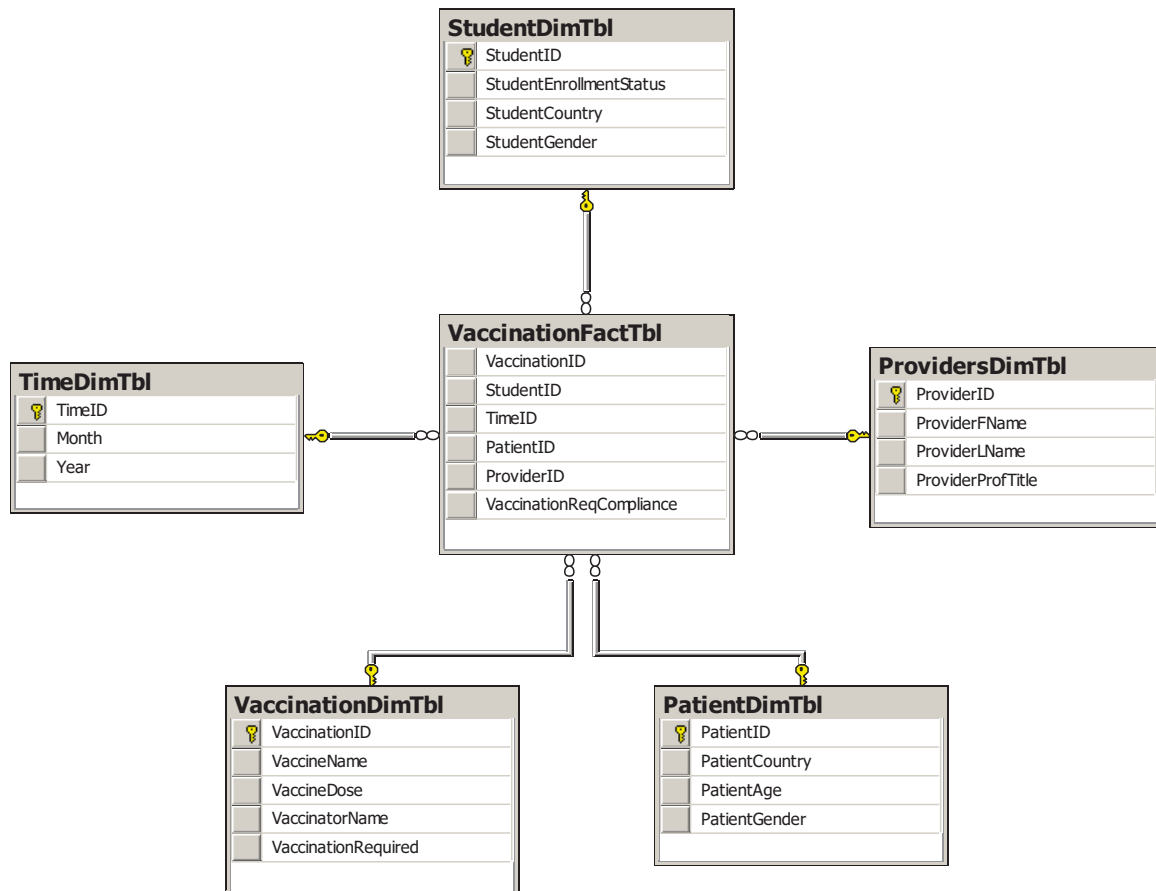 StudentDimTbl
StudentID
StudentEnrollmentStatus
StudentCountry
StudentGender
VaccinationFactTbl
VaccinationID
StudentID
TimeID
PatientID
ProviderID
VaccinationReqCompliance
TimeDimTbl
TimeID
Month
Year
ProvidersDimTbl
ProviderID
ProviderFName
ProviderLName
ProviderProfTitle
VaccinationDimTbl
VaccinationID
VaccineName
VaccineDose
VaccinatorName
VaccinationRequired
PatientDimTbl
PatientID
PatientCountry
PatientAge
PatientGender